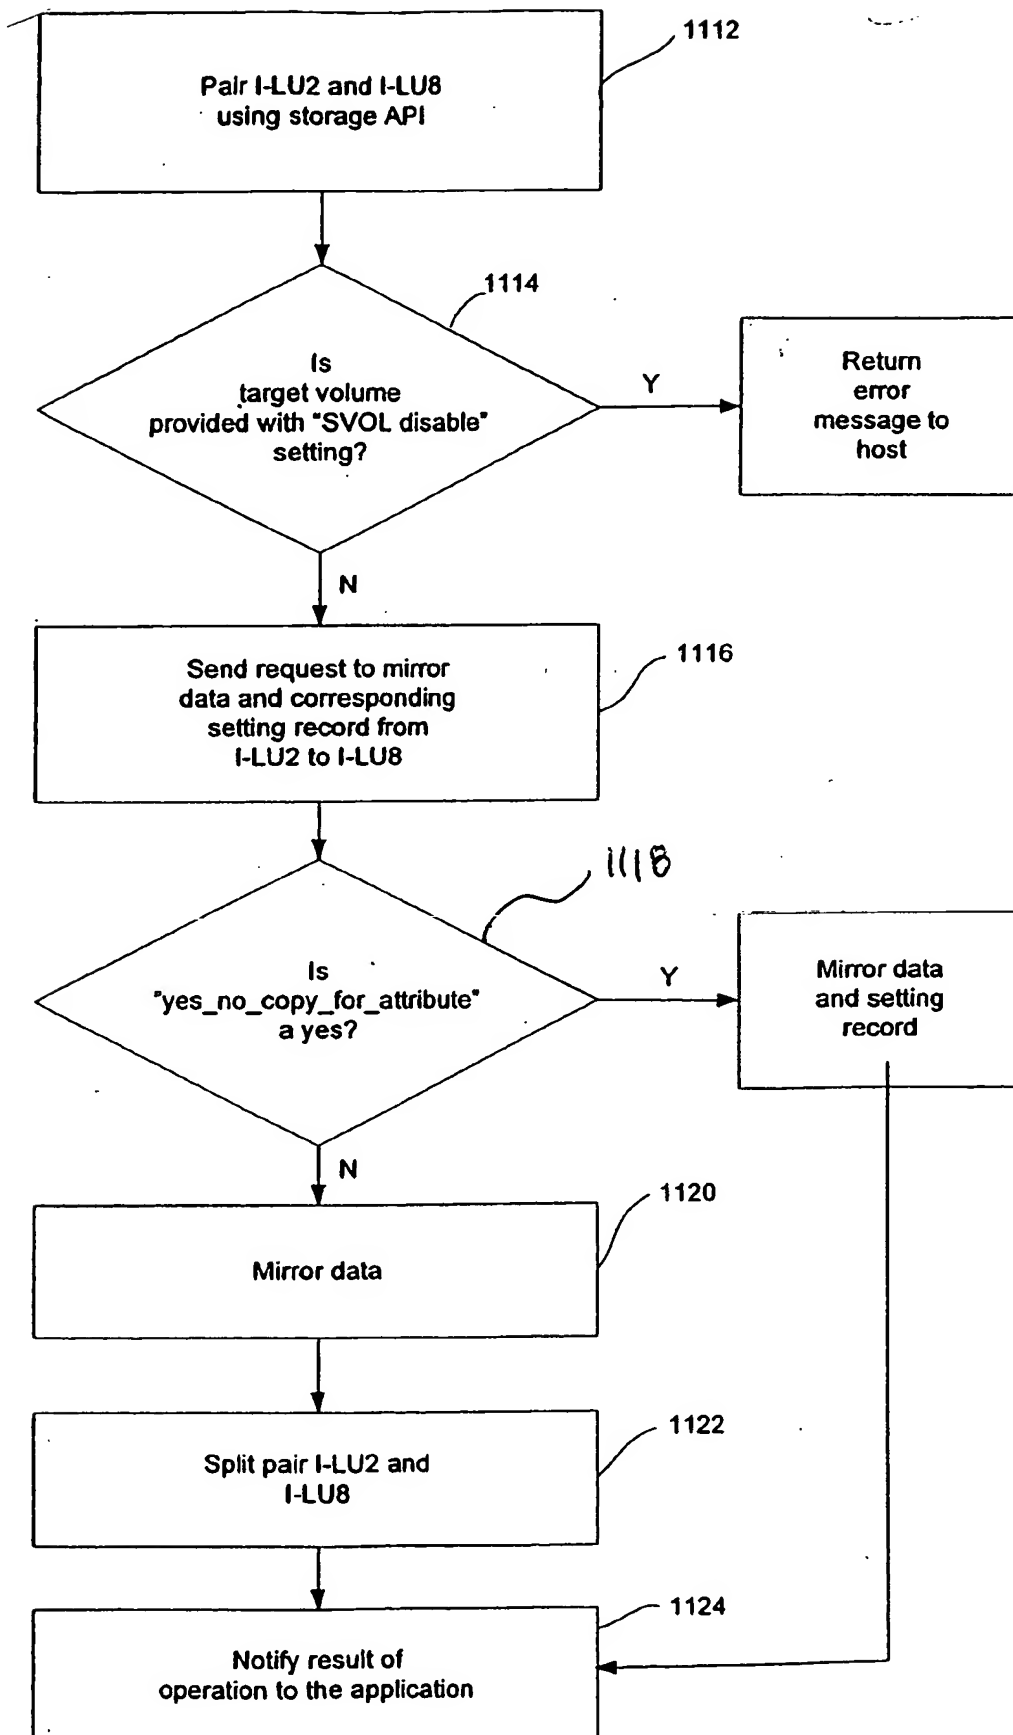 1112
Pair I-LU2 and I-LU8
using storage API
1114
Is
target volume
provided with "SVOL disable"
setting?
Y
Return
error
message to
host
N
1116
Send request to mirror
data and corresponding
setting record from
I-LU2 to I-LU8
1118
Is
"yes_no_copy_for_attribute"
a yes?
Y
Mirror data
and setting
record
N
1120
Mirror data
1122
Split pair I-LU2 and
I-LU8
1124
Notify result of
operation to the application